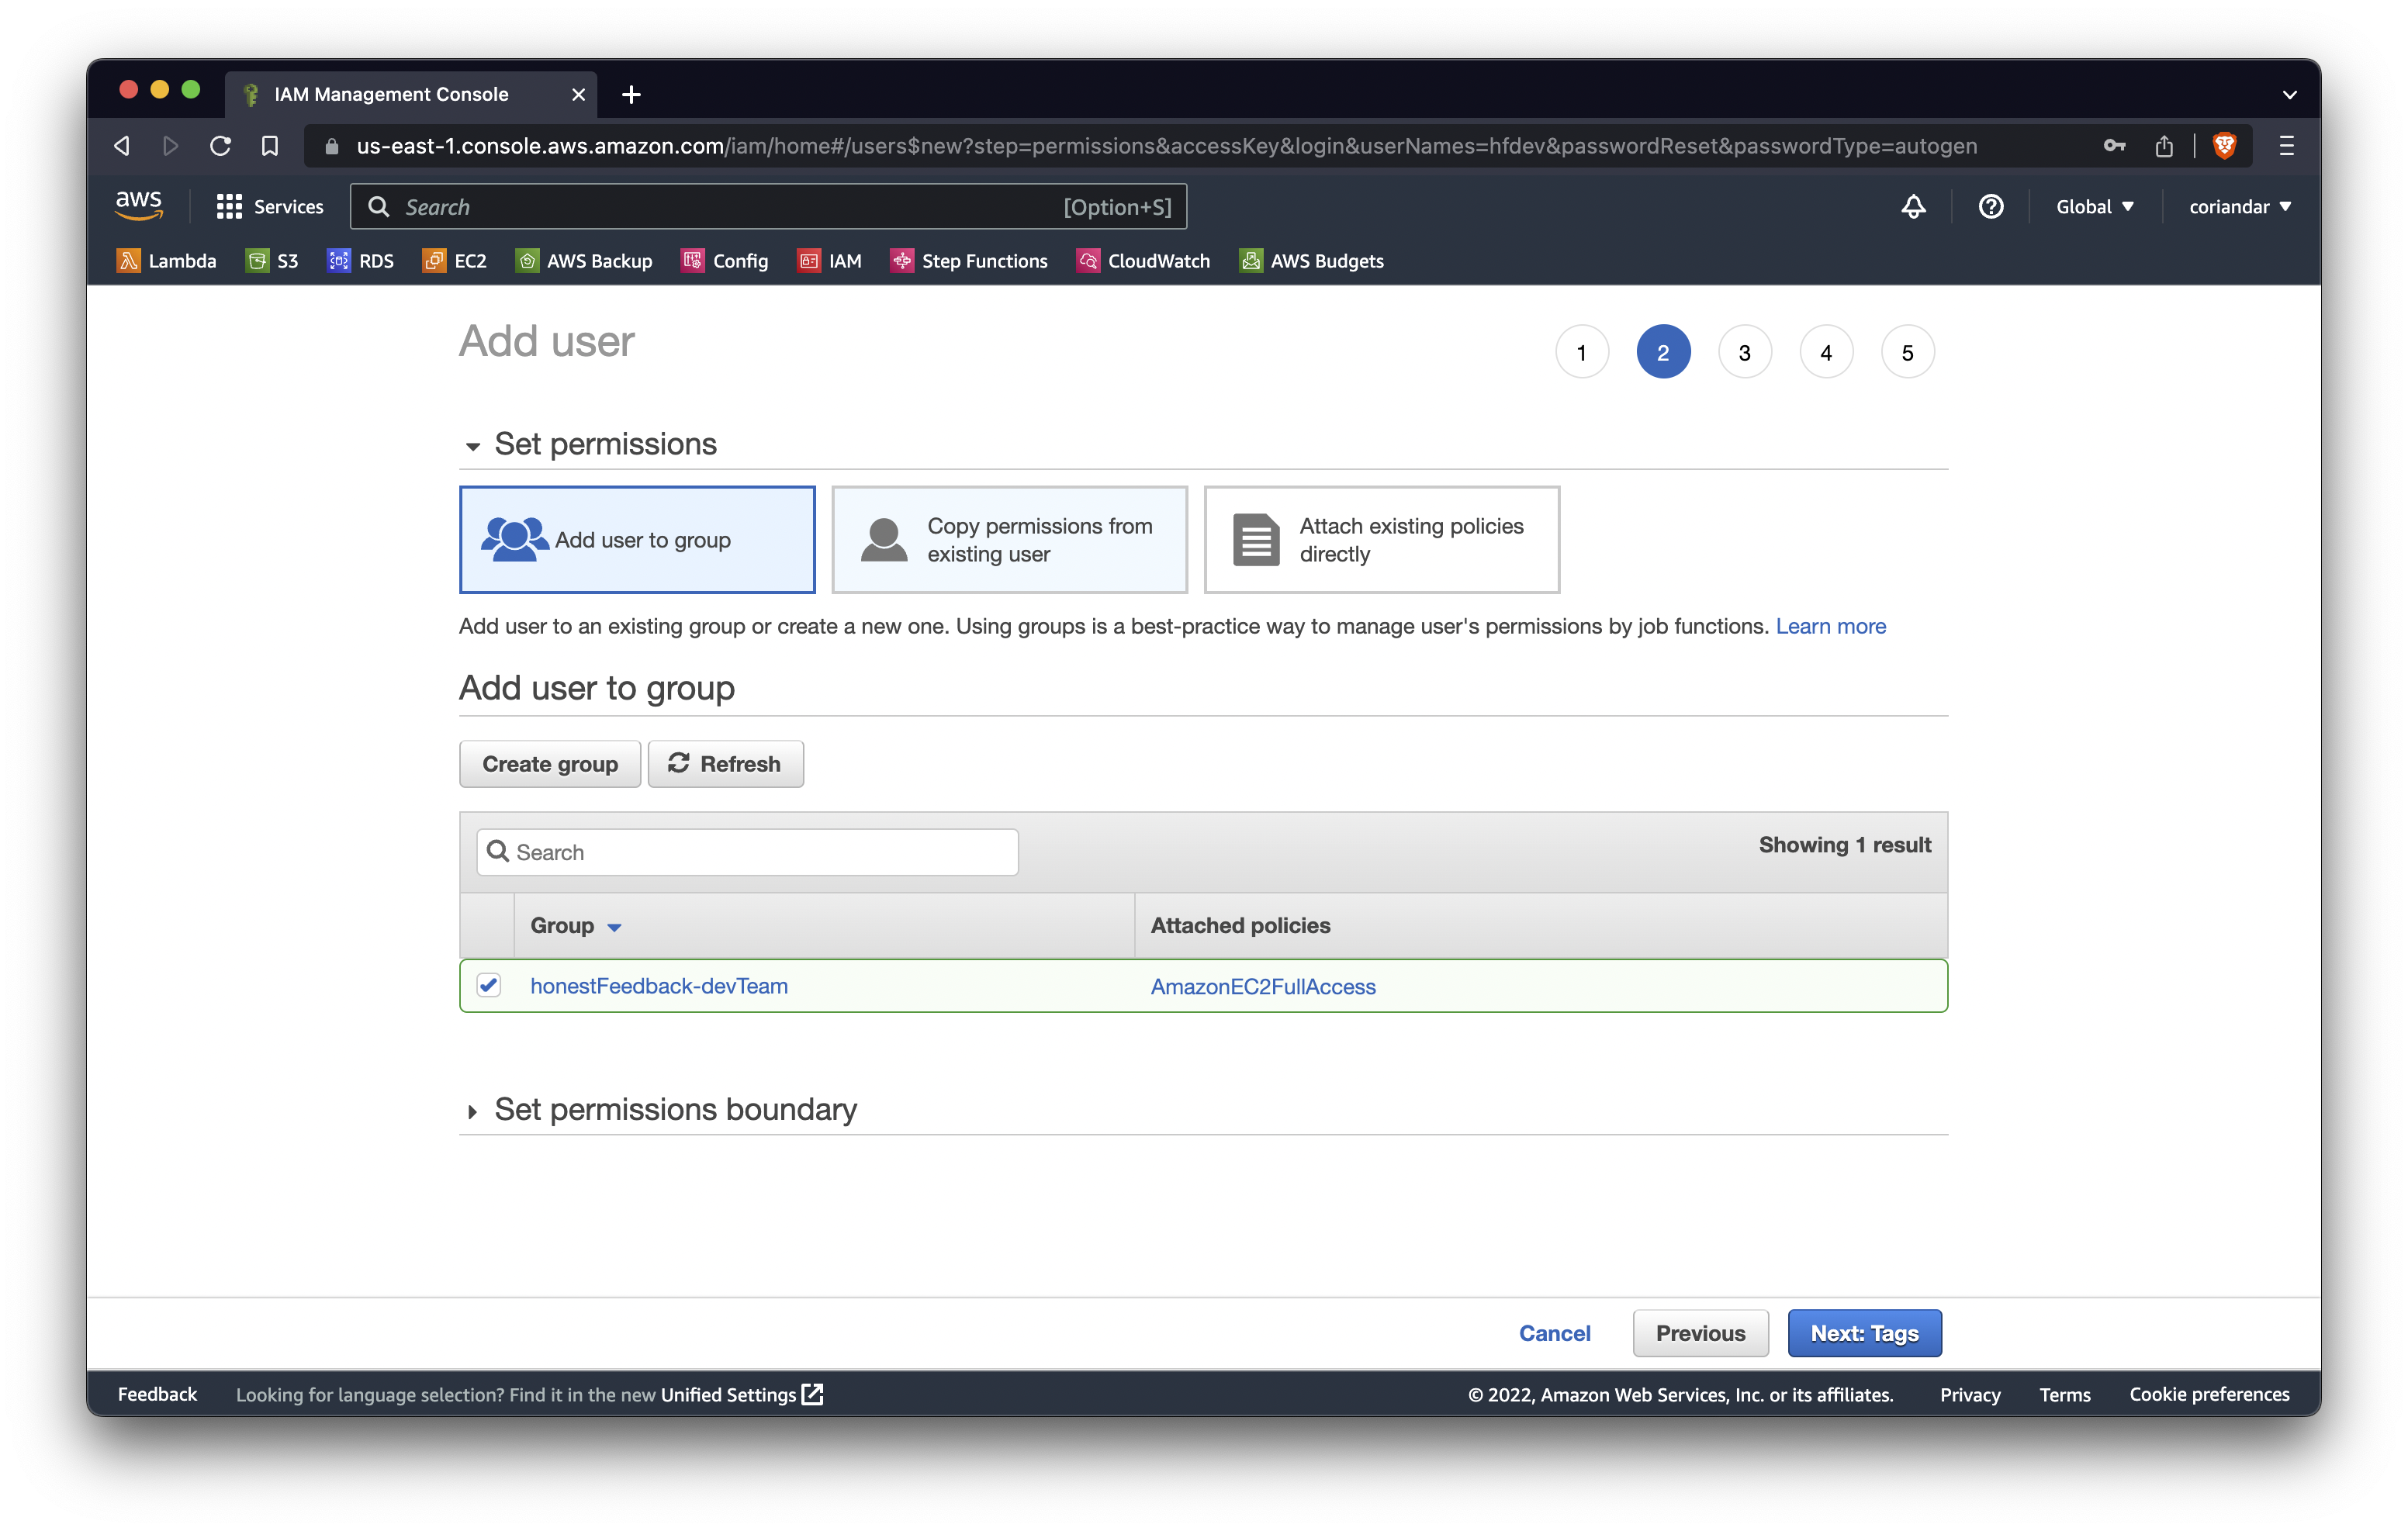 IAM Management Console
us-east-1.console.aws.amazon.com/iam/home#/users$new?step=permissions&accessKey&login&userNames=hfdev&passwordReset&passwordType=autogen
aws Services Search [Option+S] Global coriandar
Lambda S3 RDS EC2 AWS Backup Config IAM Step Functions CloudWatch AWS Budgets
Add user 1 2 3 4 5
Set permissions
Add user to group
Copy permissions from
existing user
Attach existing policies
directly
Add user to an existing group or create a new one. Using groups is a best-practice way to manage user's permissions by job functions. Learn more
Add user to group
Create group Refresh
Search Showing 1 result
Group Attached policies
honestFeedback-devTeam AmazonEC2FullAccess
Set permissions boundary
Cancel Previous Next: Tags
Feedback Looking for language selection? Find it in the new Unified Settings © 2022, Amazon Web Services, Inc. or its affiliates. Privacy Terms Cookie preferences